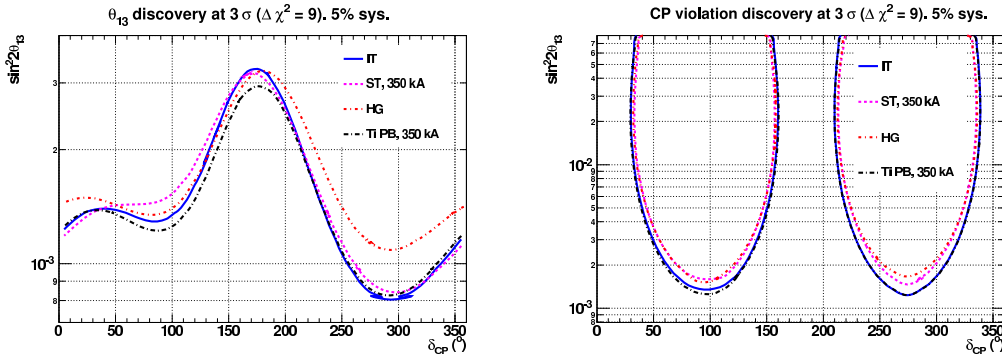 θ13 discovery at 3 σ (Δ χ² = 9). 5% sys.
sin²2θ13
IT
ST, 350 kA
HG
Ti PB, 350 kA
3
2
10⁻³
9
8
0 50 100 150 200 250 300 350
δCP (°)
CP violation discovery at 3 σ (Δ χ² = 9). 5% sys.
sin²2θ13
IT
ST, 350 kA
HG
Ti PB, 350 kA
7
6
5
4
3
2
10⁻²
9
8
7
6
5
4
3
2
10⁻³
9
8
0 50 100 150 200 250 300 350
δCP (°)